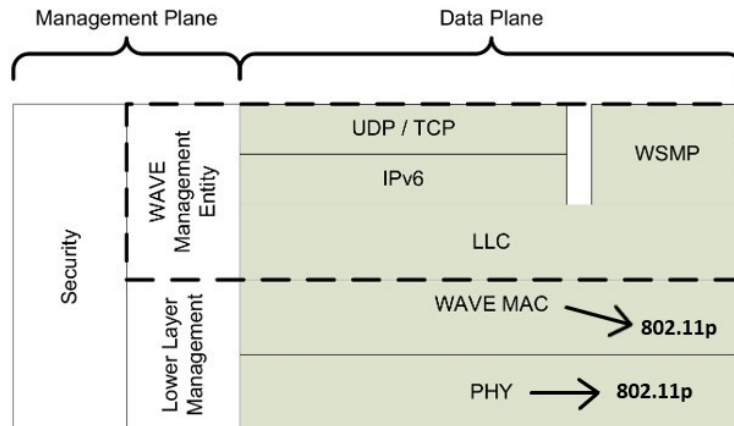 Management Plane
Data Plane
UDP / TCP
WSMP
IPv6
LLC
WAVE
Management
Entity
Security
WAVE MAC
802.11p
Lower Layer
Management
PHY
802.11p